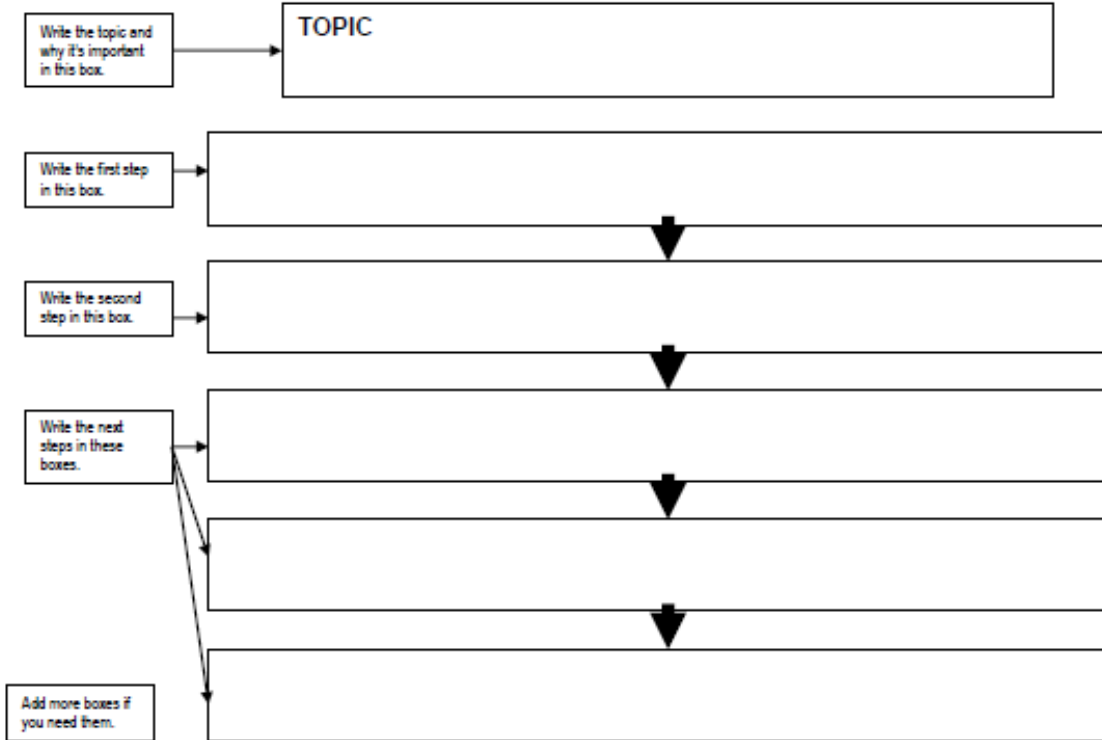 Write the topic and
why it's important
in this box.
TOPIC
Write the first step
in this box.
Write the second
step in this box.
Write the next
steps in these
boxes.
Add more boxes if
you need them.